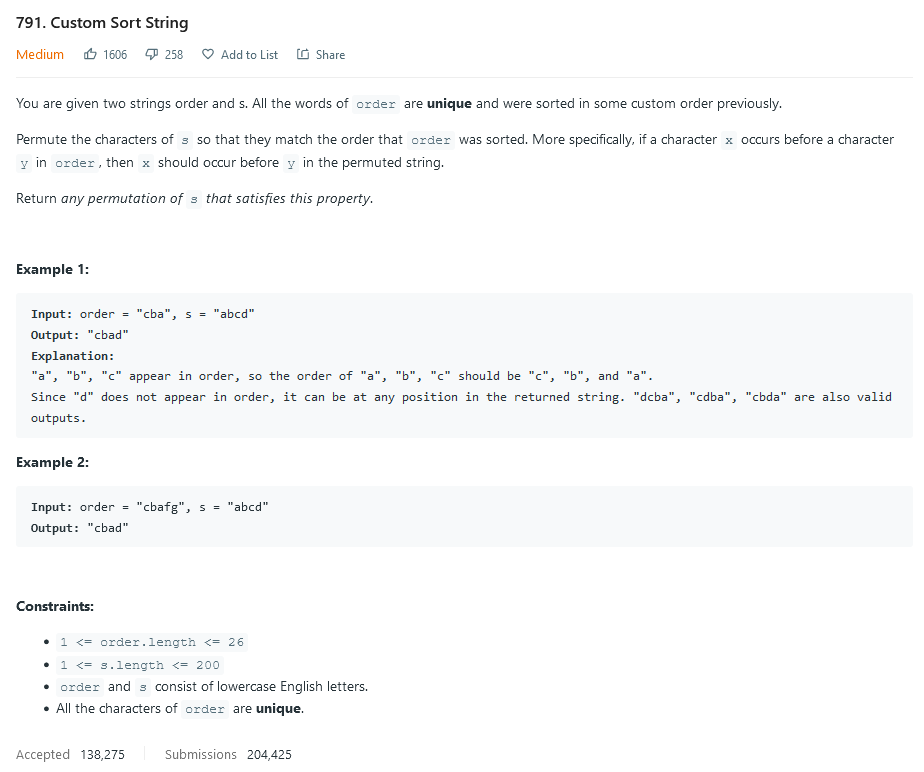 791. Custom Sort String
Medium 1606 258 Add to List Share
You are given two strings order and s. All the words of order are unique and were sorted in some custom order previously.
Permute the characters of s so that they match the order that order was sorted. More specifically, if a character x occurs before a character
y in order, then x should occur before y in the permuted string.
Return any permutation of s that satisfies this property.
Example 1:
Input: order = "cba", s = "abcd"
Output: "cbad"
Explanation:
"a", "b", "c" appear in order, so the order of "a", "b", "c" should be "c", "b", and "a".
Since "d" does not appear in order, it can be at any position in the returned string. "dcba", "cdba", "cbda" are also valid
outputs.
Example 2:
Input: order = "cbafg", s = "abcd"
Output: "cbad"
Constraints:
• 1 <= order.length <= 26
• 1 <= s.length <= 200
• order and s consist of lowercase English letters.
• All the characters of order are unique.
Accepted 138,275 Submissions 204,425